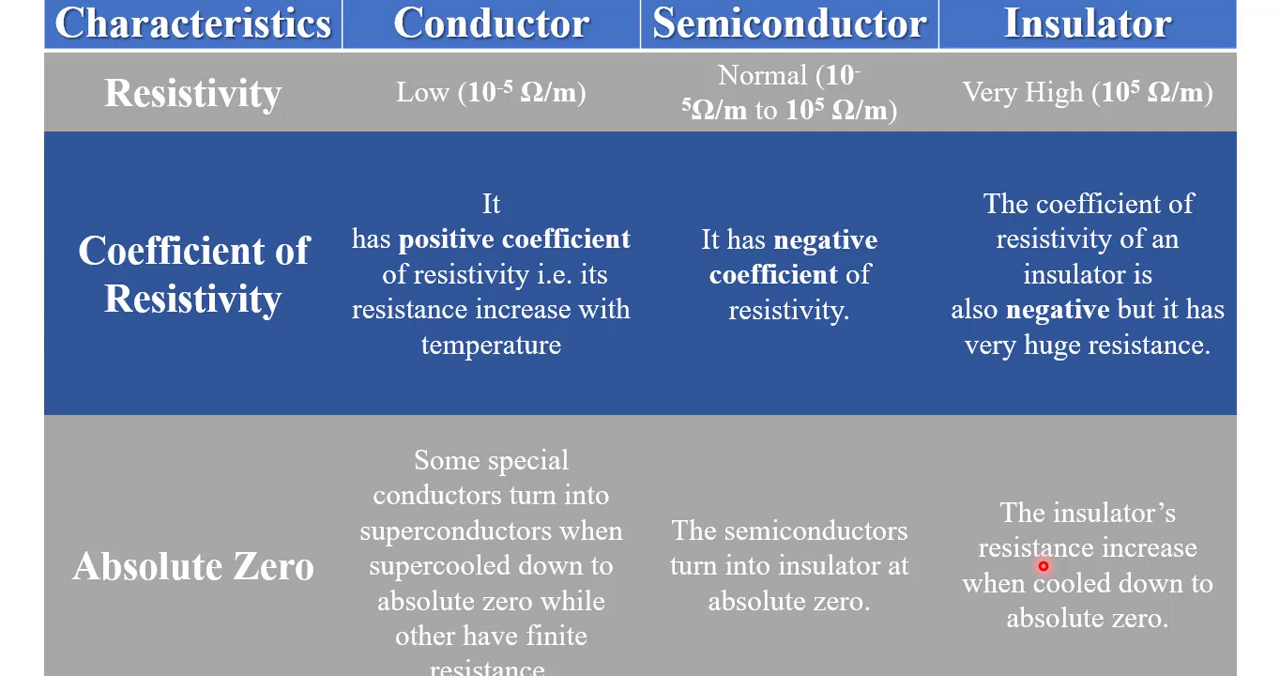 Characteristics
Conductor
Semiconductor
Insulator
Resistivity
Low (10⁻⁵ Ω/m)
Normal (10⁻
⁵Ω/m to 10⁵ Ω/m)
Very High (10⁵ Ω/m)
Coefficient of
Resistivity
It
has positive coefficient
of resistivity i.e. its
resistance increase with
temperature
It has negative
coefficient of
resistivity.
The coefficient of
resistivity of an
insulator is
also negative but it has
very huge resistance.
Absolute Zero
Some special
conductors turn into
superconductors when
supercooled down to
absolute zero while
other have finite
resistance
The semiconductors
turn into insulator at
absolute zero.
The insulator’s
resistance increase
when cooled down to
absolute zero.